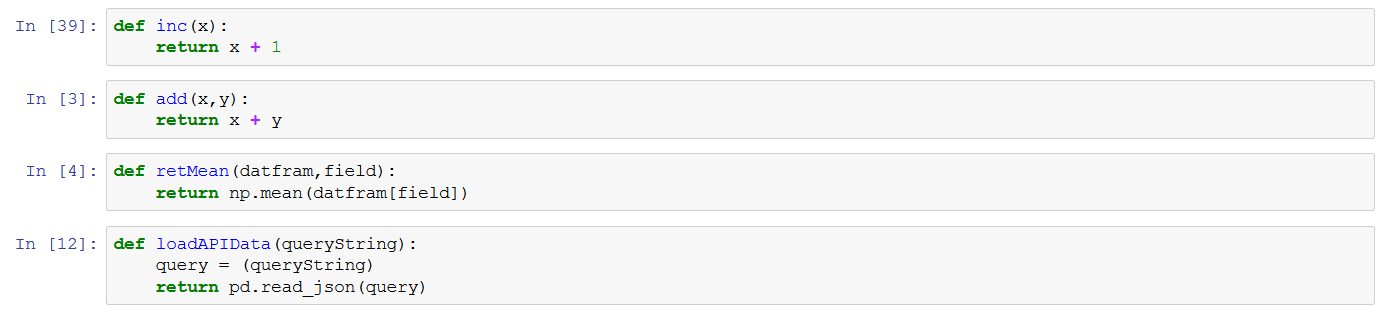 In [39]: def inc(x):
    return x + 1
In [3]: def add(x,y):
    return x + y
In [4]: def retMean(datfram,field):
    return np.mean(datfram[field])
In [12]: def loadAPIData(queryString):
    query = (queryString)
    return pd.read_json(query)